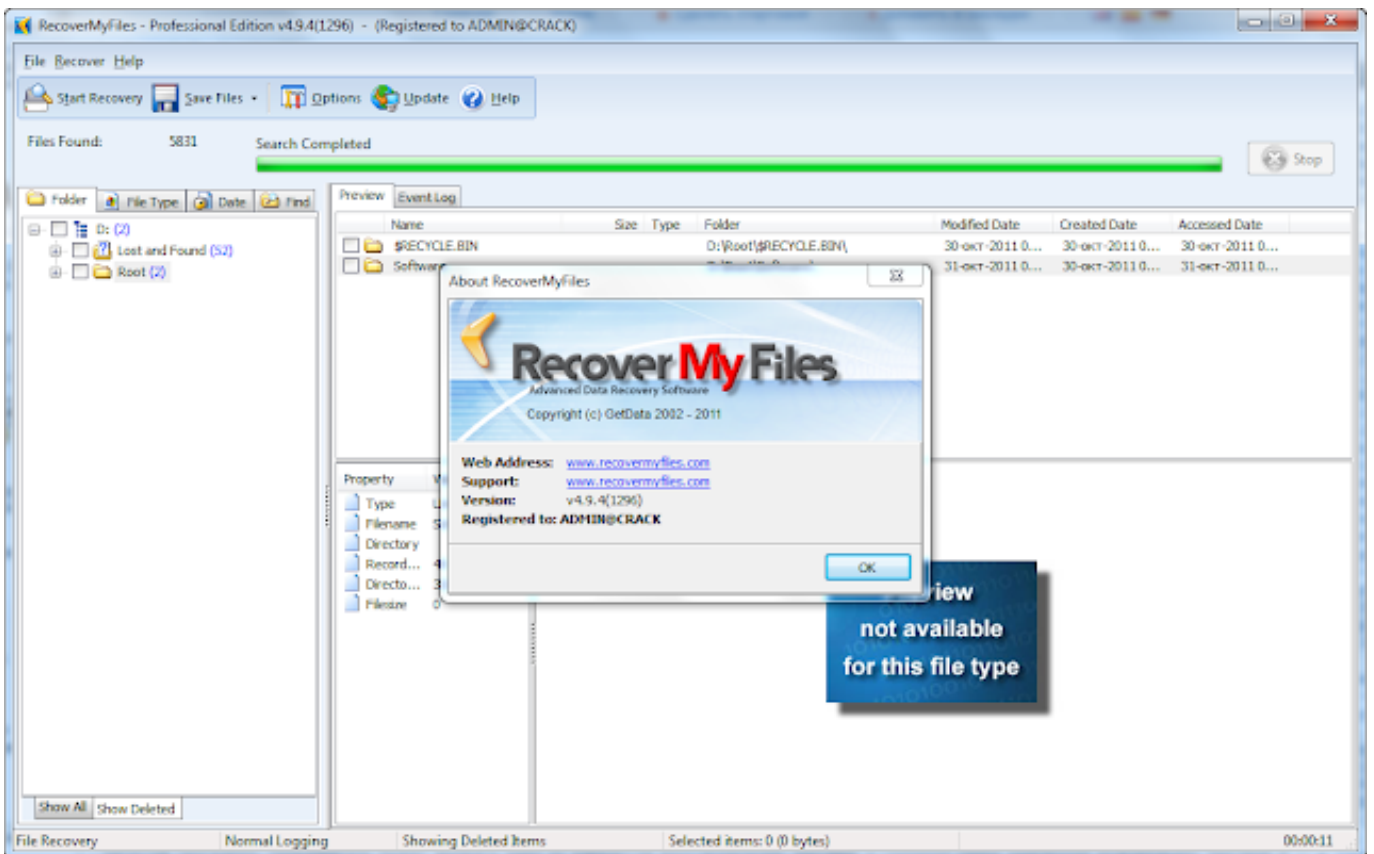 RecoverMyFiles - Professional Edition v4.9.4(1296) - (Registered to ADMIN@CRACK)
File Recover Help
Start Recovery Save Files Options Update Help
Files Found: 5831 Search Completed
Stop
Folder File Type Date Find
Preview Event Log
Name Size Type Folder Modified Date Created Date Accessed Date
D: (2)
$RECYCLE.BIN D:\Root\$RECYCLE.BIN\ 30-окт-2011 0... 30-окт-2011 0... 30-окт-2011 0...
Lost and Found (52)
Software 31-окт-2011 0... 30-окт-2011 0... 31-окт-2011 0...
Root (2)
About RecoverMyFiles
Recover My Files
Advanced Data Recovery Software
Copyright (c) GetData 2002 - 2011
Web Address: www.recovermyfiles.com
Support: www.recovermyfiles.com
Version: v4.9.4(1296)
Registered to: ADMIN@CRACK
OK
Property
Type
Filename
Directory
Record...
Directo...
Filesize
not available
for this file type
Show All Show Deleted
File Recovery Normal Logging Showing Deleted Items Selected items: 0 (0 bytes) 00:00:11